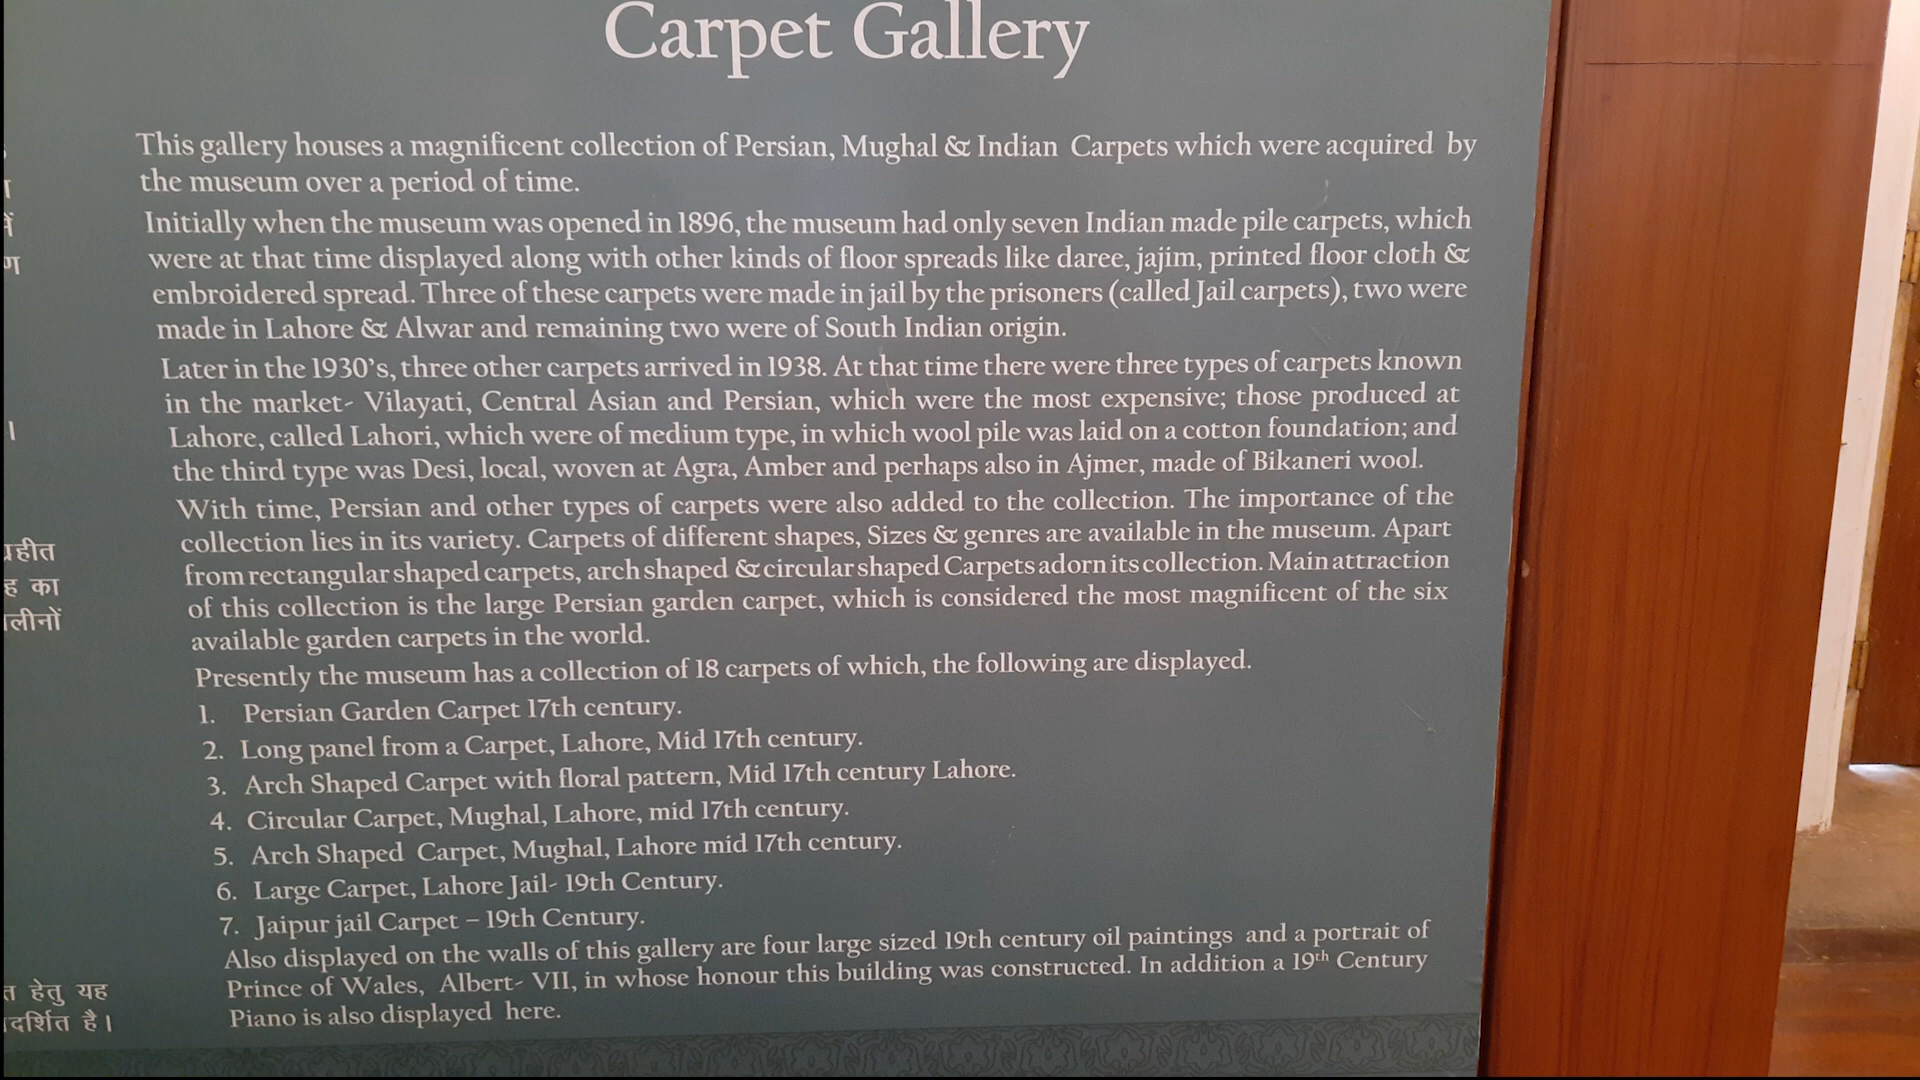 Carpet Gallery
This gallery houses a magnificent collection of Persian, Mughal & Indian Carpets which were acquired by
the museum over a period of time.
Initially when the museum was opened in 1896, the museum had only seven Indian made pile carpets, which
were at that time displayed along with other kinds of floor spreads like daree, jajim, printed floor cloth &
embroidered spread. Three of these carpets were made in jail by the prisoners (called Jail carpets), two were
made in Lahore & Alwar and remaining two were of South Indian origin.
Later in the 1930's, three other carpets arrived in 1938. At that time there were three types of carpets known
in the market- Vilayati, Central Asian and Persian, which were the most expensive; those produced at
Lahore, called Lahori, which were of medium type, in which wool pile was laid on a cotton foundation; and
the third type was Desi, local, woven at Agra, Amber and perhaps also in Ajmer, made of Bikaneri wool.
With time, Persian and other types of carpets were also added to the collection. The importance of the
collection lies in its variety. Carpets of different shapes, Sizes & genres are available in the museum. Apart
from rectangular shaped carpets, arch shaped & circular shaped Carpets adorn its collection. Main attraction
of this collection is the large Persian garden carpet, which is considered the most magnificent of the six
available garden carpets in the world.
Presently the museum has a collection of 18 carpets of which, the following are displayed.
1. Persian Garden Carpet 17th century.
2. Long panel from a Carpet, Lahore, Mid 17th century.
3. Arch Shaped Carpet with floral pattern, Mid 17th century Lahore.
4. Circular Carpet, Mughal, Lahore, mid 17th century.
5. Arch Shaped Carpet, Mughal, Lahore mid 17th century.
6. Large Carpet, Lahore Jail- 19th Century.
7. Jaipur jail Carpet – 19th Century.
Also displayed on the walls of this gallery are four large sized 19th century oil paintings and a portrait of
Prince of Wales, Albert- VII, in whose honour this building was constructed. In addition a 19th Century
Piano is also displayed here.
का
हेतु यह
है।